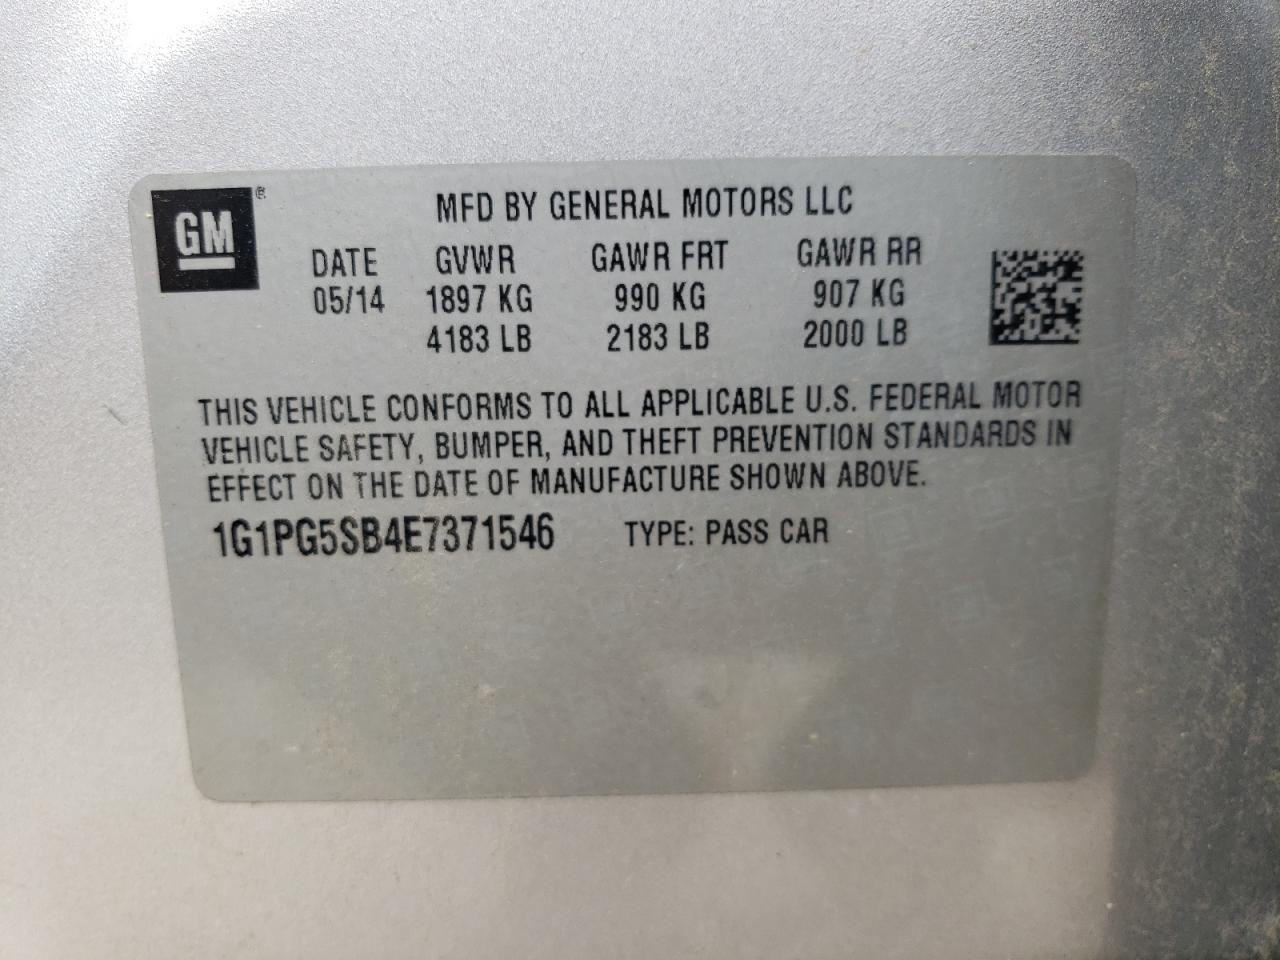 GM ®
MFD BY GENERAL MOTORS LLC
DATE GVWR GAWR FRT GAWR RR
05/14 1897 KG 990 KG 907 KG
4183 LB 2183 LB 2000 LB
THIS VEHICLE CONFORMS TO ALL APPLICABLE U.S. FEDERAL MOTOR
VEHICLE SAFETY, BUMPER, AND THEFT PREVENTION STANDARDS IN
EFFECT ON THE DATE OF MANUFACTURE SHOWN ABOVE.
1G1PG5SB4E7371546 TYPE: PASS CAR